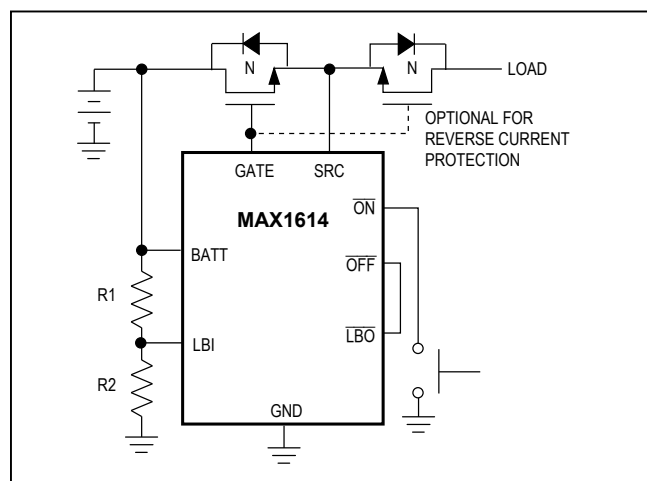 N
N
LOAD
OPTIONAL FOR
REVERSE CURRENT
PROTECTION
GATE
SRC
MAX1614
ON
BATT
OFF
R1
LBO
LBI
R2
GND